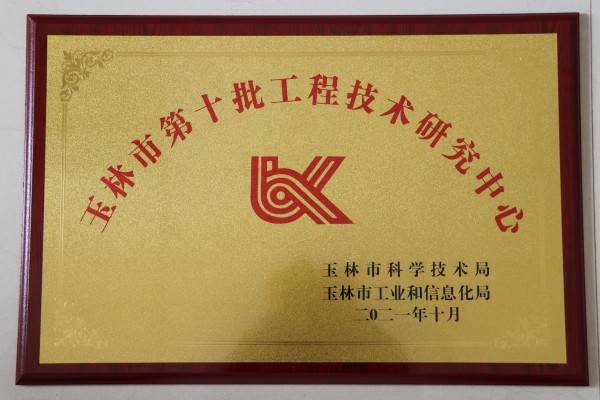 玉林市第十批工程技术研究中心
玉林市科学技术局
玉林市工业和信息化局
二0二一年十月